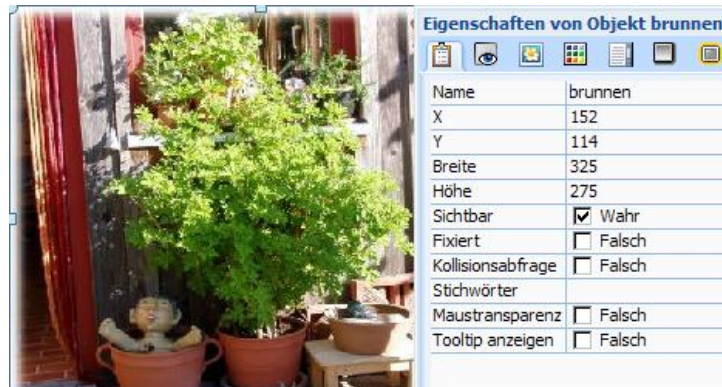 Eigenschaften von Objekt brunnen
Name brunnen
X 152
Y 114
Breite 325
Höhe 275
Sichtbar Wahr
Fixiert Falsch
Kollisionsabfrage Falsch
Stichwörter
Maustransparenz Falsch
Tooltip anzeigen Falsch